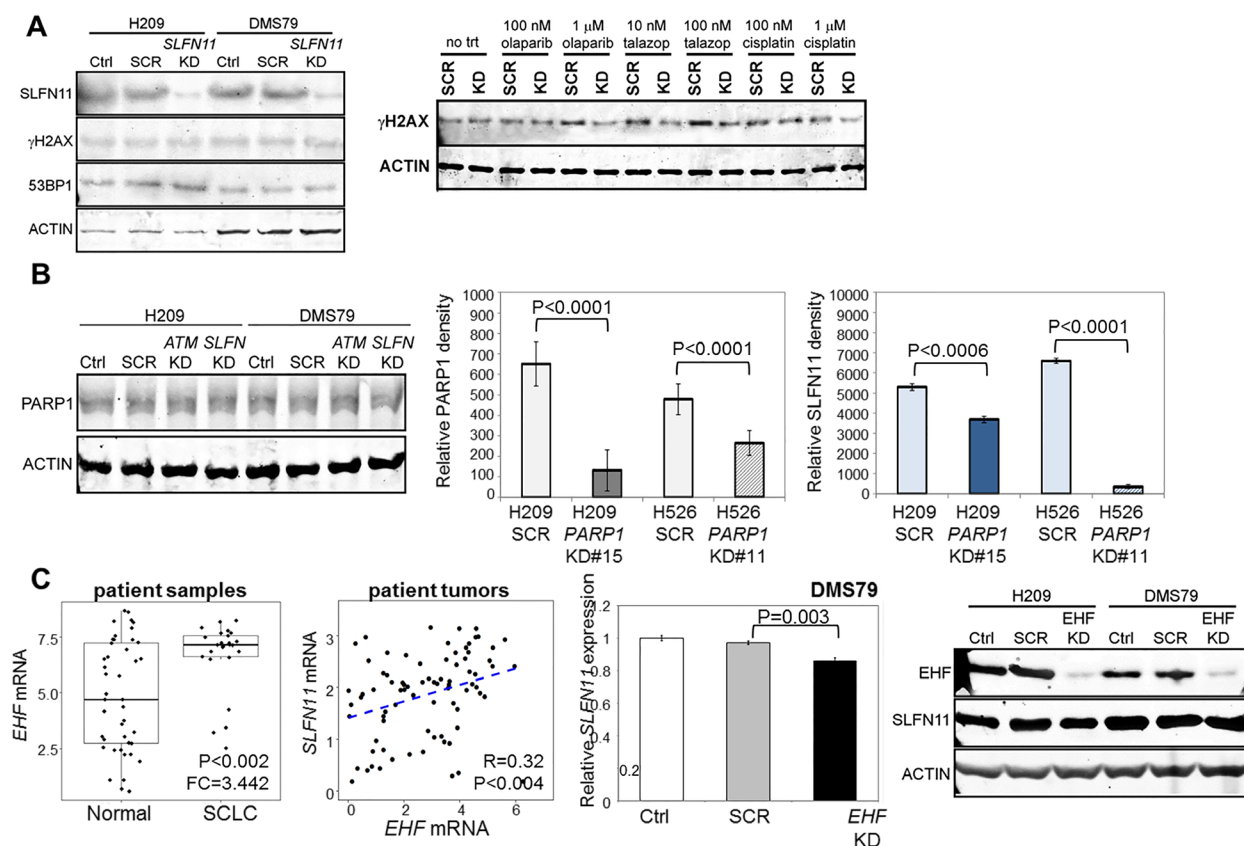 A
H209 DMS79
SLFN11 SLFN11
Ctrl SCR KD Ctrl SCR KD
SLFN11
γH2AX
53BP1
ACTIN
100 nM 1 µM 10 nM 100 nM 100 nM 1 µM
no trt olaparib olaparib talazop talazop cisplatin cisplatin
SCR KD SCR KD SCR KD SCR KD SCR KD SCR KD SCR KD
γH2AX
ACTIN
B
H209 DMS79
ATM SLFN ATM SLFN
Ctrl SCR KD KD Ctrl SCR KD KD
PARP1
ACTIN
Relative PARP1 density
1000
900
800
700
600
500
400
300
200
100
0
P<0.0001
P<0.0001
H209 H209 H526 H526
SCR PARP1 SCR PARP1
KD#15 KD#11
Relative SLFN11 density
10000
9000
8000
7000
6000
5000
4000
3000
2000
1000
0
P<0.0006
P<0.0001
H209 H209 H526 H526
SCR PARP1 SCR PARP1
KD#15 KD#11
C
patient samples
EHF mRNA
7.5
5.0
2.5
P<0.002
FC=3.442
Normal SCLC
patient tumors
SLFN11 mRNA
3
2
1
0
R=0.32
P<0.004
0 2 4 6
EHF mRNA
DMS79
Relative SLFN11 expression
1.2
1
0.8
0.6
0.4
0.2
0
P=0.003
Ctrl SCR EHF
KD
H209 DMS79
EHF EHF
Ctrl SCR KD Ctrl SCR KD
EHF
SLFN11
ACTIN